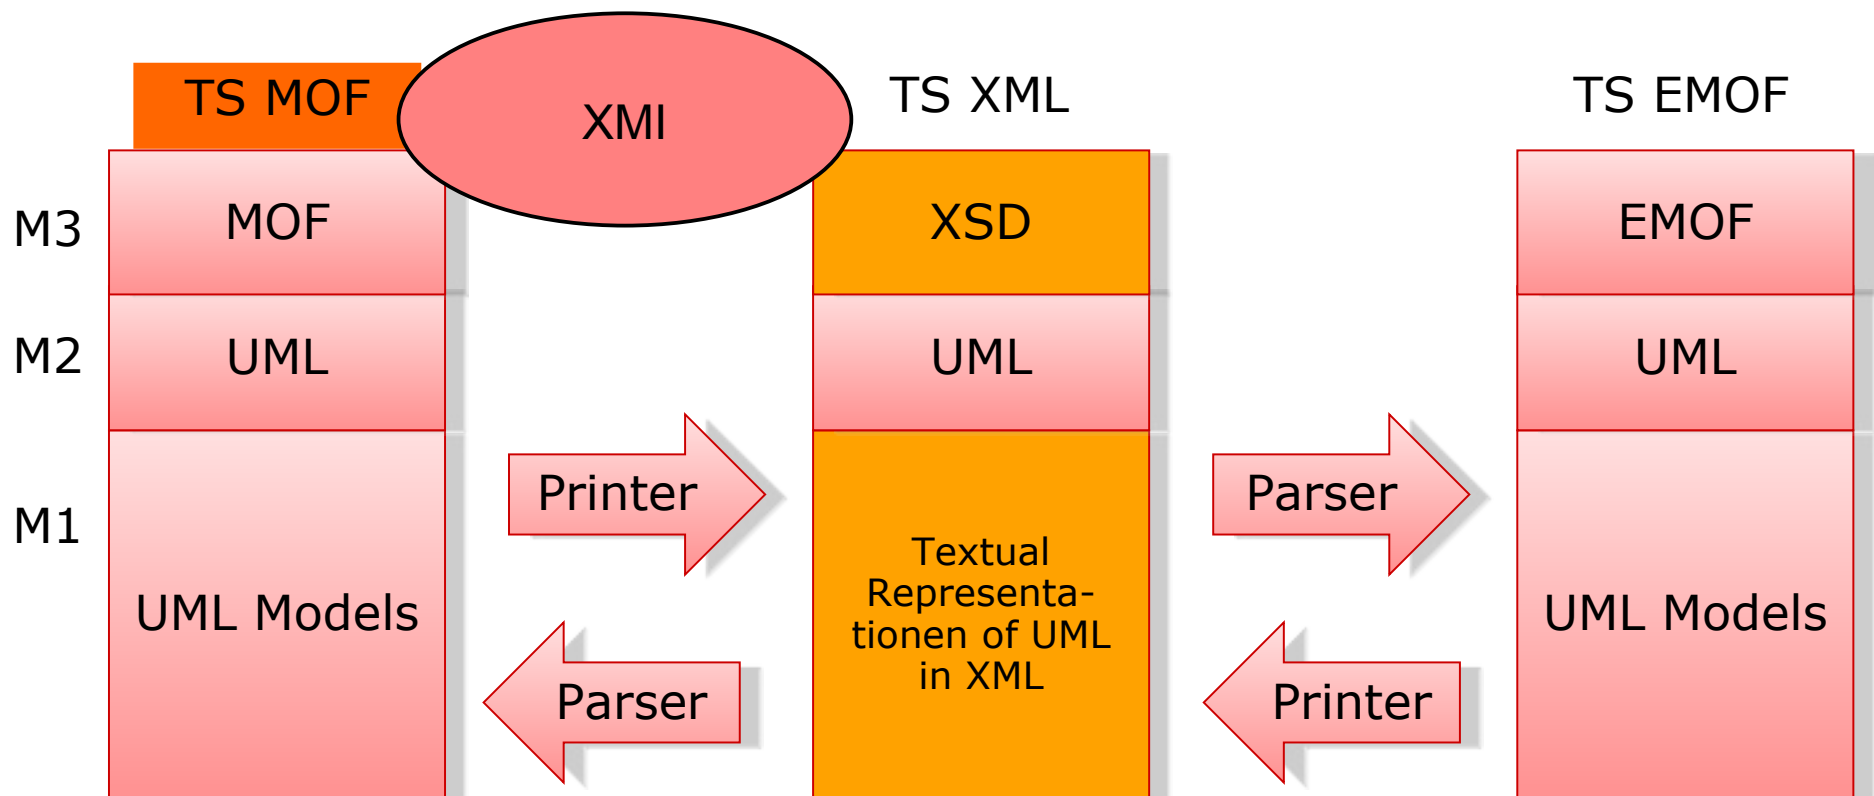 TS MOF
XMI
TS XML
TS EMOF
M3
MOF
XSD
EMOF
M2
UML
UML
UML
M1
UML Models
Printer
Parser
Textual
Representa-
tionen of UML
in XML
Parser
Printer
UML Models